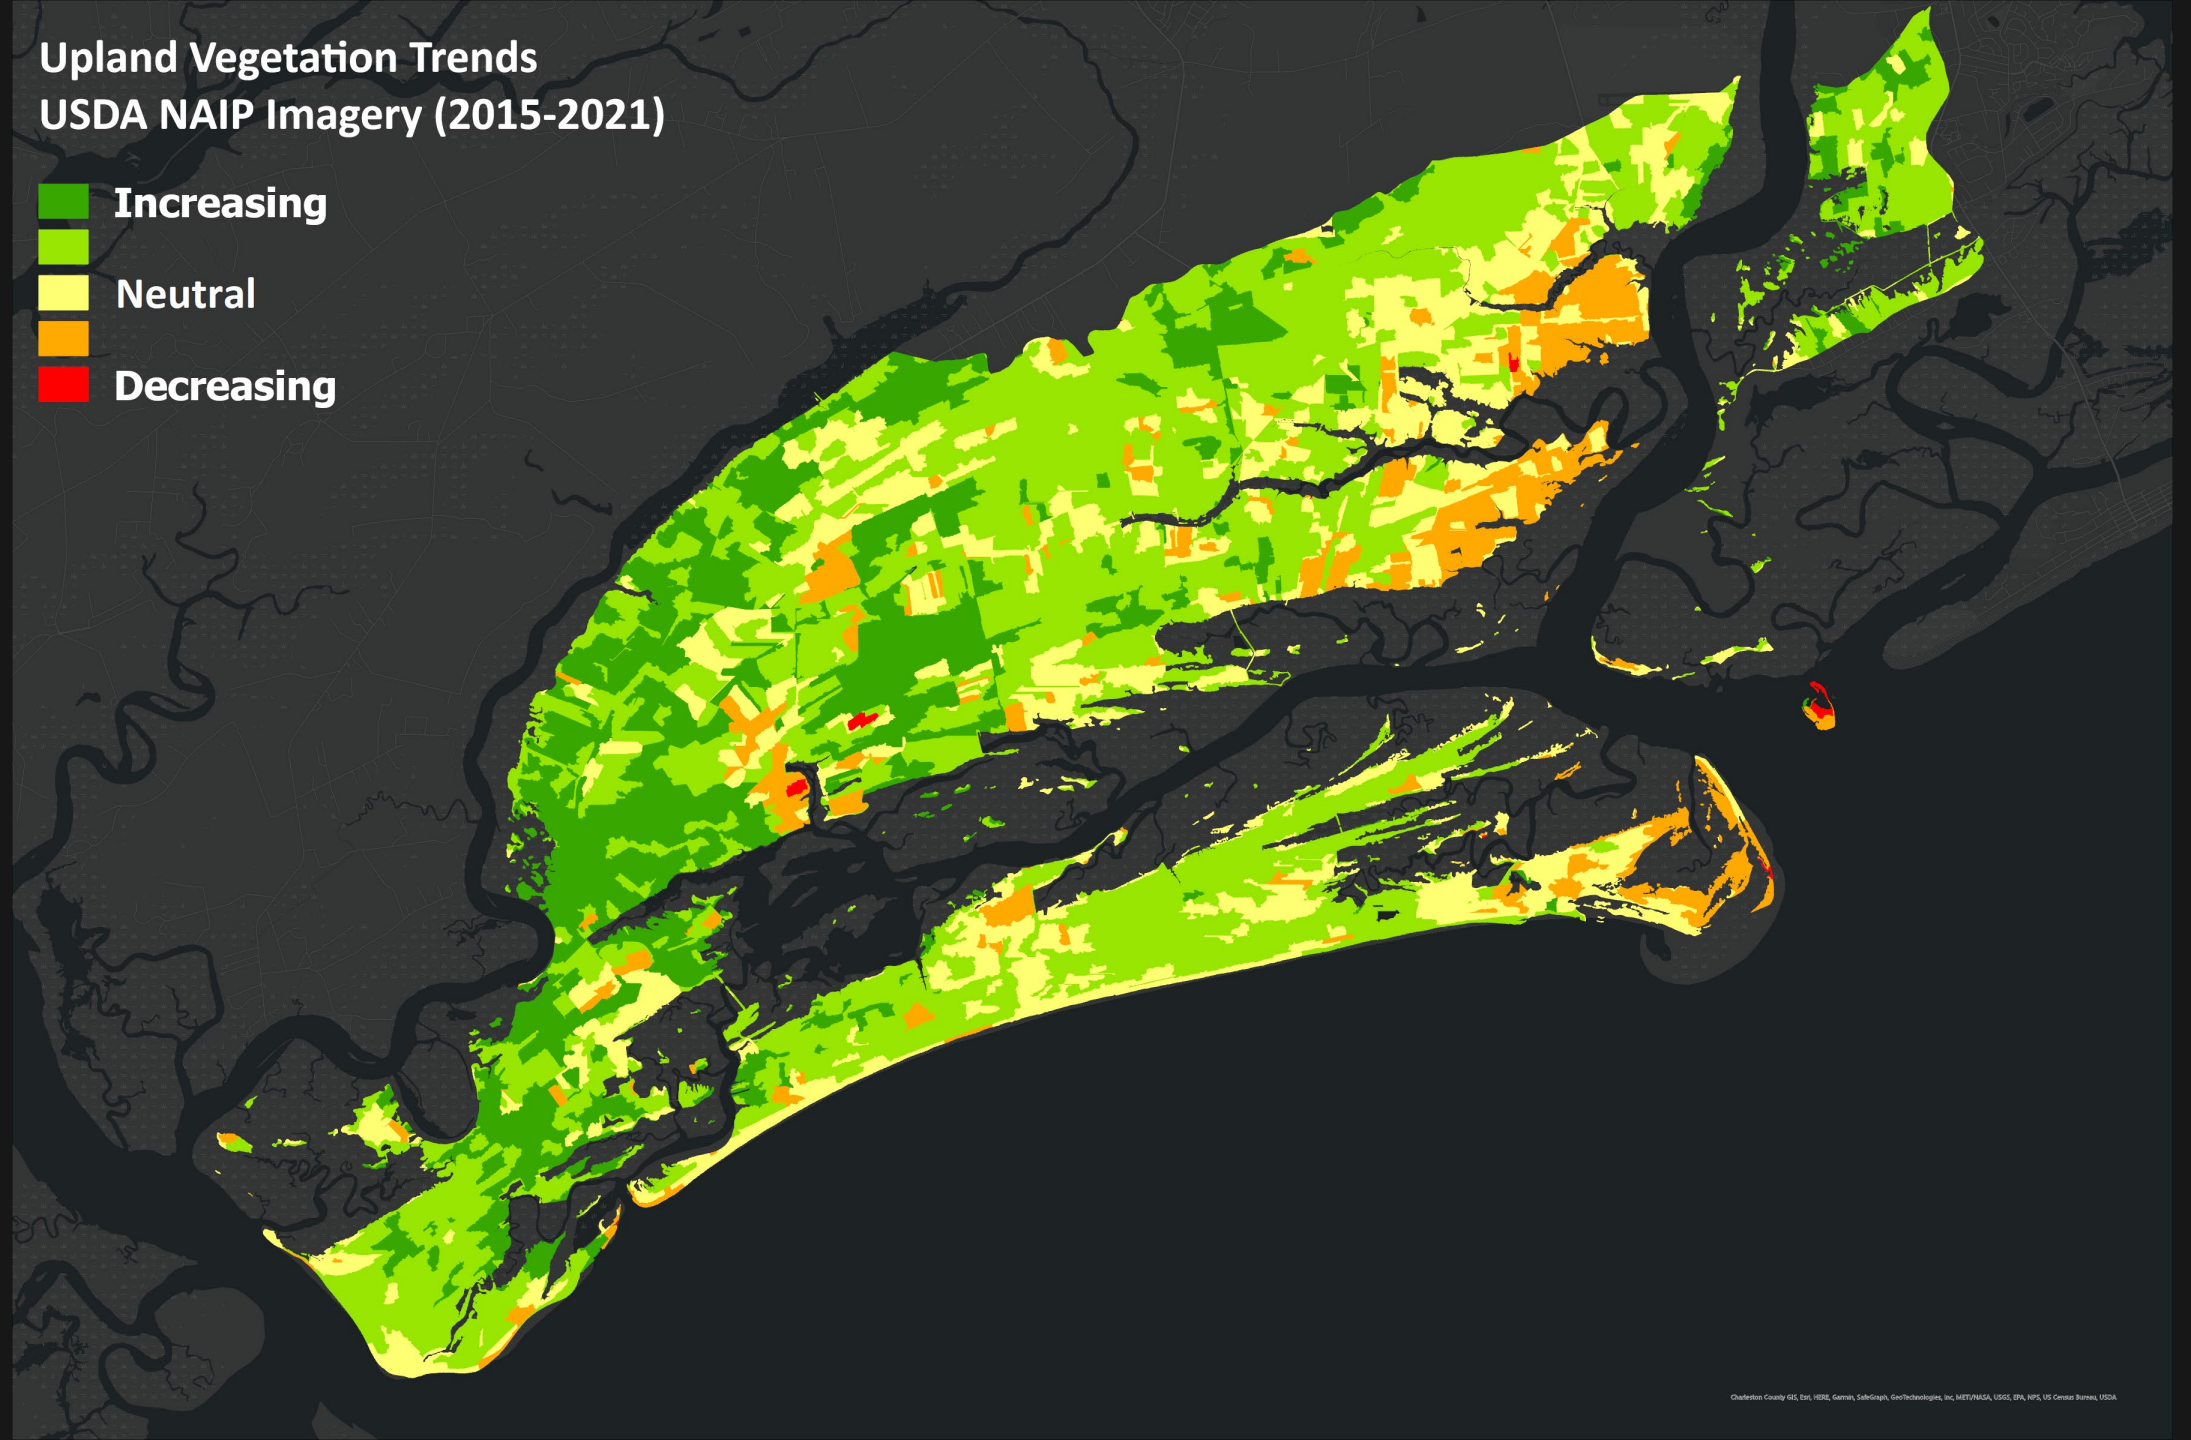 Upland Vegetation Trends
USDA NAIP Imagery (2015-2021)
Increasing
Neutral
Decreasing
Charleston County GIS, Esri, HERE, Garmin, SafeGraph, GeoTechnologies, Inc, METI/NASA, USGS, EPA, NPS, US Census Bureau, USDA